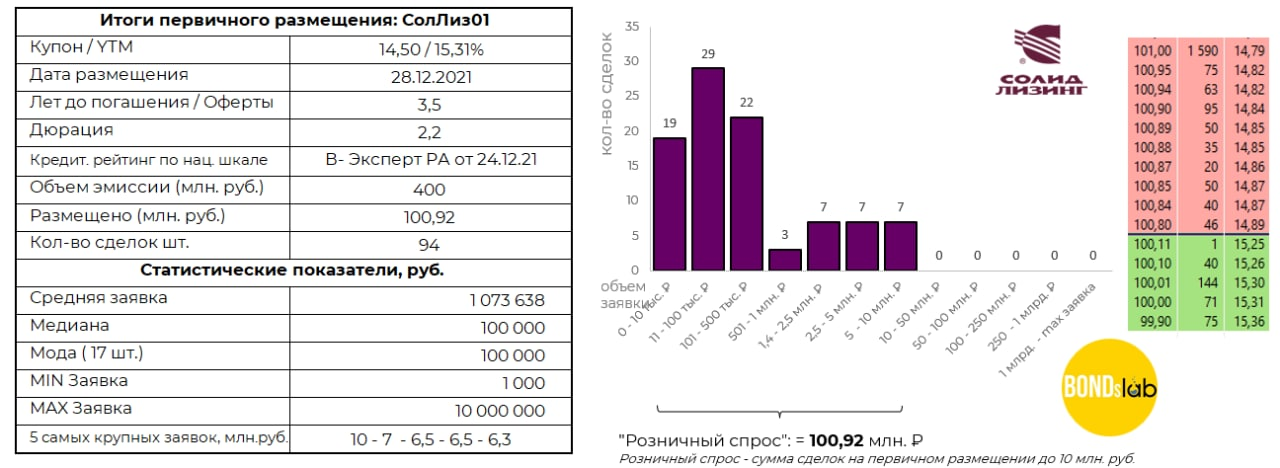 Итоги первичного размещения: СолЛиз01
Купон / YTM 14,50 / 15,31%
Дата размещения 28.12.2021
Лет до погашения / Оферты 3,5
Дюрация 2,2
Кредит. рейтинг по нац. шкале B- Эксперт РА от 24.12.21
Объем эмиссии (млн. руб.) 400
Размещено (млн. руб.) 100,92
Кол-во сделок шт. 94
Статистические показатели, руб.
Средняя заявка 1 073 638
Медиана 100 000
Мода ( 17 шт.) 100 000
MIN Заявка 1 000
MAX Заявка 10 000 000
5 самых крупных заявок, млн.руб. 10 - 7 - 6,5 - 6,5 - 6,3
кол-во сделок
35
30
25
20
15
10
5
0
19
29
22
3
7
7
7
0
0
0
0
0
объем
заявки
0 - 10 тыс. ₽
11 - 100 тыс. ₽
101 - 500 тыс. ₽
501 - 1 млн. ₽
1,4 - 2,5 млн. ₽
2,5 - 5 млн. ₽
5 - 10 млн. ₽
10 - 50 млн. ₽
50 - 100 млн. ₽
100 - 250 млн. ₽
250 - 1 млрд. ₽
1 млрд. - max заявка
"Розничный спрос": = 100,92 млн. ₽
Розничный спрос - сумма сделок на первичном размещении до 10 млн. руб.
®
СОЛИД
ЛИЗИНГ
101,00 1 590 14,79
100,95 75 14,82
100,94 63 14,82
100,90 95 14,84
100,89 50 14,85
100,88 35 14,85
100,87 20 14,86
100,85 50 14,87
100,84 40 14,87
100,80 46 14,89
100,11 1 15,25
100,10 40 15,26
100,01 144 15,30
100,00 71 15,31
99,90 75 15,36
BONDslab